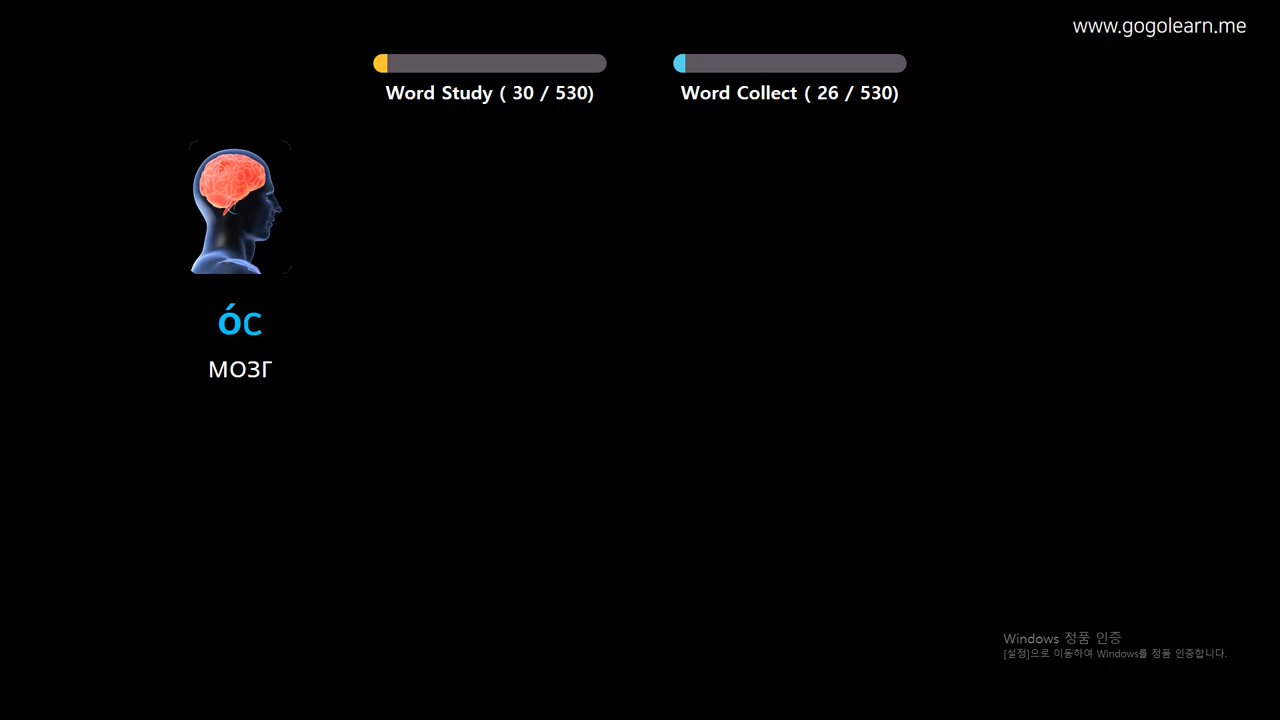 www.gogolearn.me
Word Study ( 30 / 530)
Word Collect ( 26 / 530)
óc
мозг
Windows 정품 인증
[설정]으로 이동하여 Windows를 정품 인증합니다.